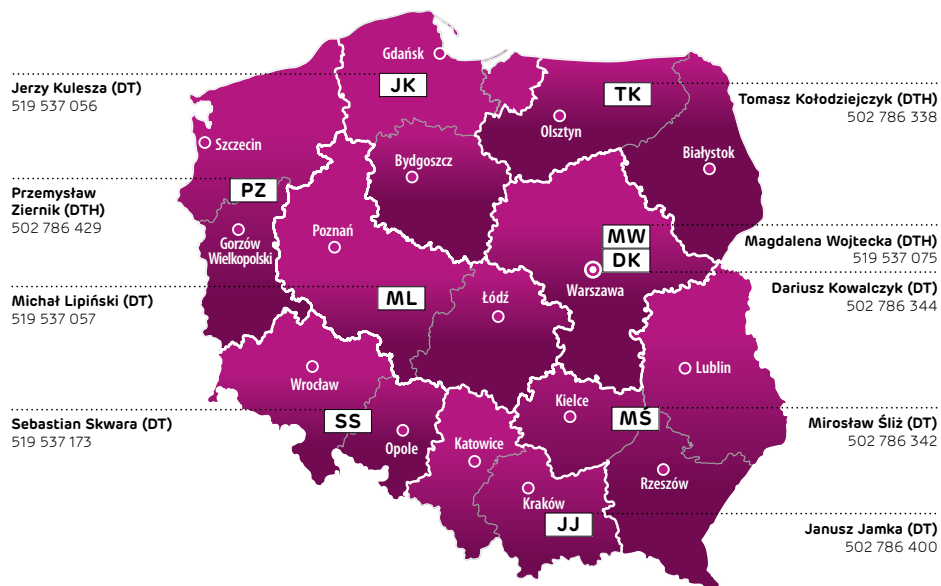 Jerzy Kulesza (DT)
519 537 056
Przemysław
Ziernik (DTH)
502 786 429
Michał Lipiński (DT)
519 537 057
Sebastian Skwara (DT)
519 537 173
Gdańsk
JK
TK
Olsztyn
Szczecin
Bydgoszcz
Białystok
PZ
Gorzów
Wielkopolski
Poznań
MW
DK
Warszawa
ML
Łódź
Wrocław
Lublin
SS
Opole
Kielce
MŚ
Katowice
Kraków
Rzeszów
JJ
Tomasz Kołodziejczyk (DTH)
502 786 338
Magdalena Wojtecka (DTH)
519 537 075
Dariusz Kowalczyk (DT)
502 786 344
Mirosław Śliż (DT)
502 786 342
Janusz Jamka (DT)
502 786 400